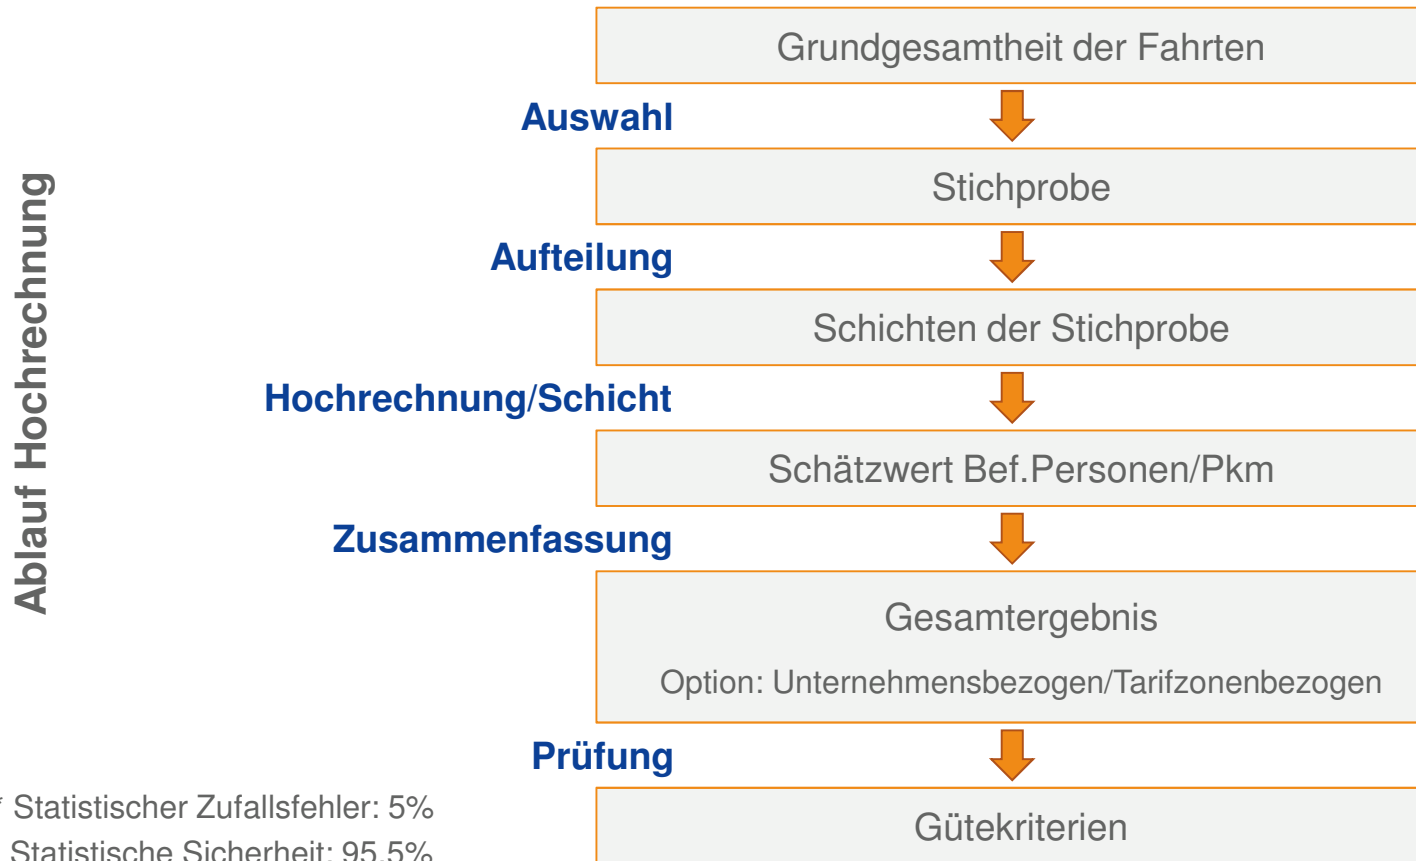 Ablauf Hochrechnung
Grundgesamtheit der Fahrten
Auswahl
Stichprobe
Aufteilung
Schichten der Stichprobe
Hochrechnung/Schicht
Schätzwert Bef.Personen/Pkm
Zusammenfassung
Gesamtergebnis
Option: Unternehmensbezogen/Tarifzonenbezogen
Prüfung
Gütekriterien
* Statistischer Zufallsfehler: 5%
Statistische Sicherheit: 95,5%